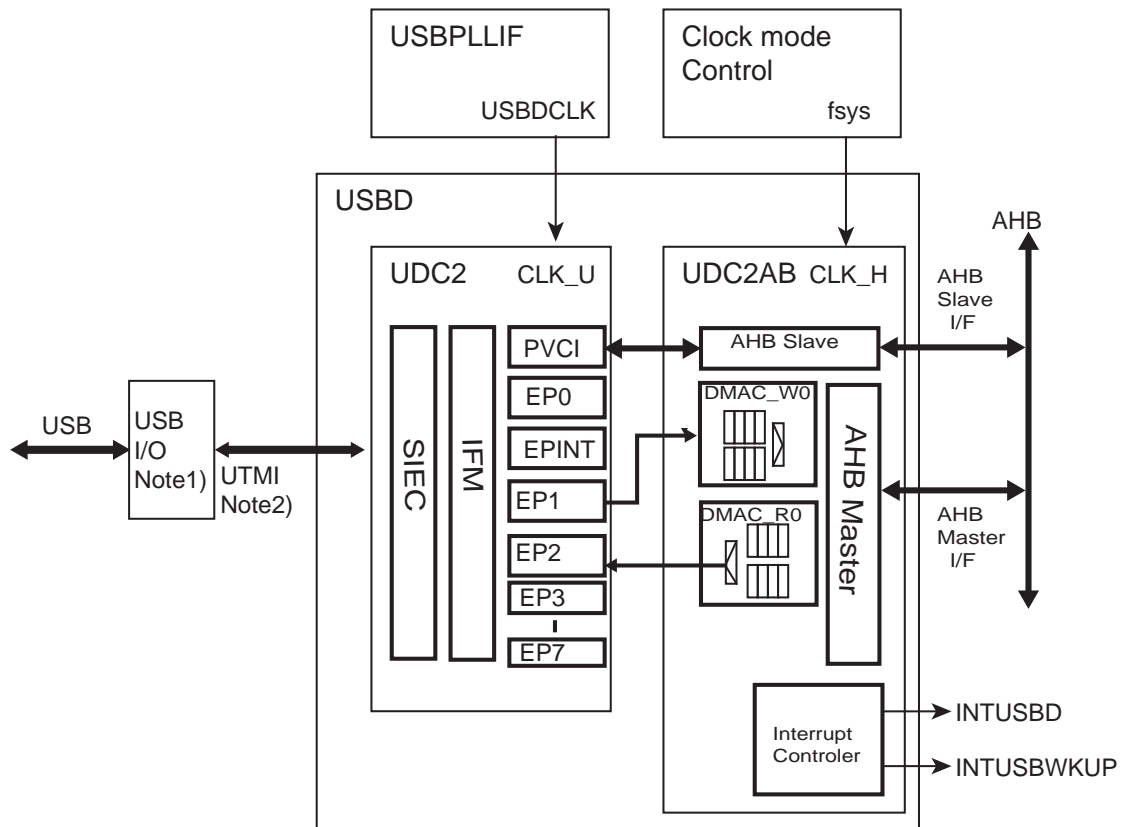 USBPLLIF
USBDCLK
Clock mode
Control
fsys
USBD
UDC2
CLK_U
UDC2AB
CLK_H
AHB
AHB
Slave
I/F
PVCI
AHB Slave
EP0
DMAC_W0
USB
USB
I/O
Note1)
UTMI
Note2)
SIEC
IFM
EPINT
EP1
AHB Master
DMAC_R0
AHB
Master
I/F
EP2
EP3
EP7
Interrupt
Controler
INTUSBD
INTUSBWKUP